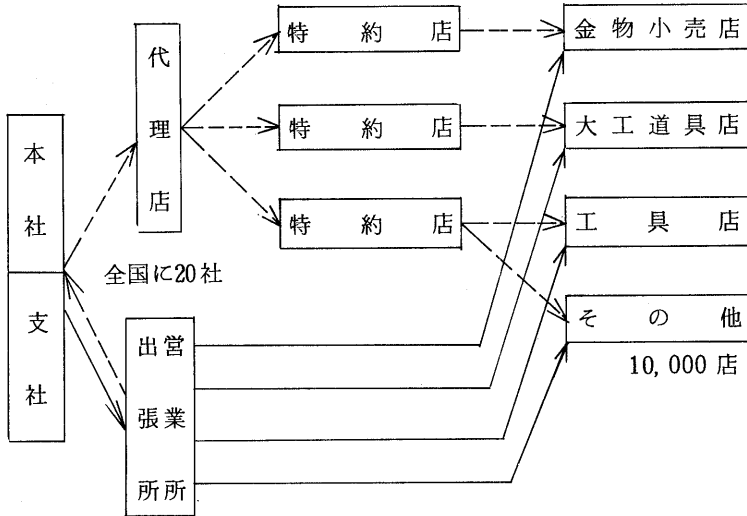 本社
支社
代理店
全国に20社
営業所
出張所
特約店
特約店
特約店
金物小売店
大工道具店
工具店
その他
10,000店